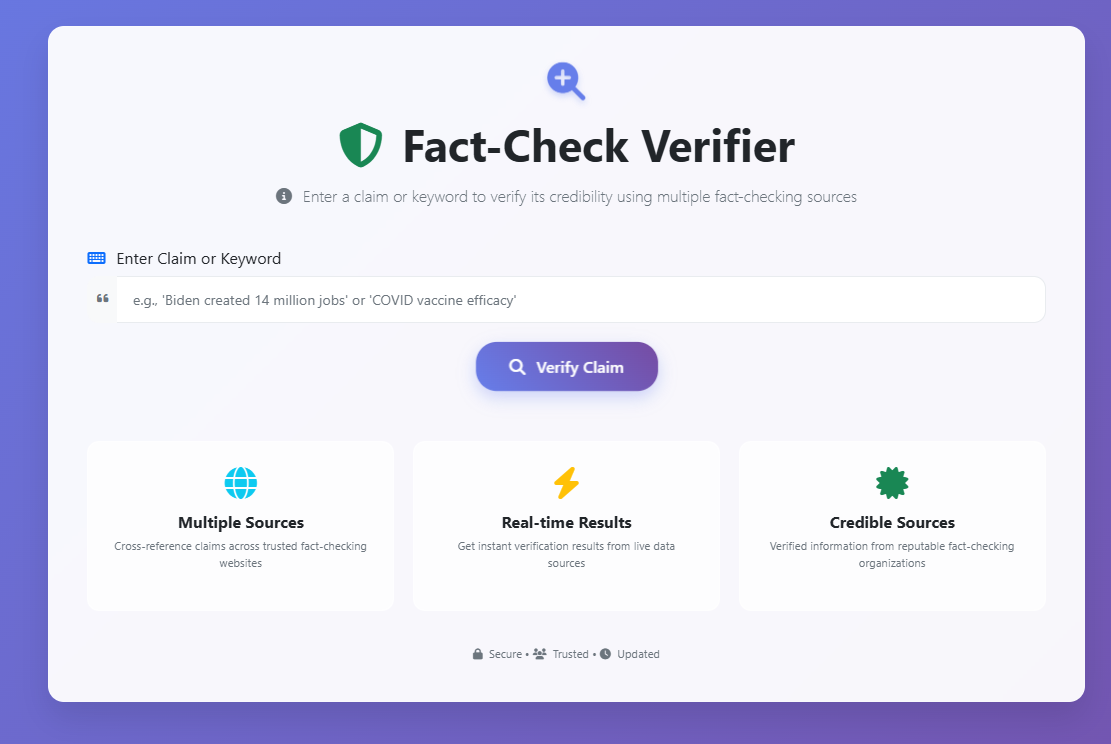 Fact-Check Verifier
Enter a claim or keyword to verify its credibility using multiple fact-checking sources
Enter Claim or Keyword
e.g., 'Biden created 14 million jobs' or 'COVID vaccine efficacy'
Verify Claim
Multiple Sources
Cross-reference claims across trusted fact-checking
websites
Real-time Results
Get instant verification results from live data
sources
Credible Sources
Verified information from reputable fact-checking
organizations
Secure • Trusted • Updated